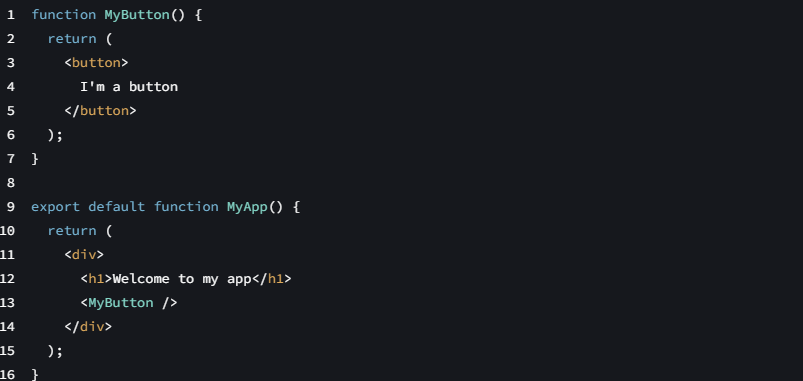 1 function MyButton() {
2   return (
3     <button>
4       I'm a button
5     </button>
6   );
7 }
8
9 export default function MyApp() {
10   return (
11     <div>
12       <h1>Welcome to my app</h1>
13       <MyButton />
14     </div>
15   );
16 }